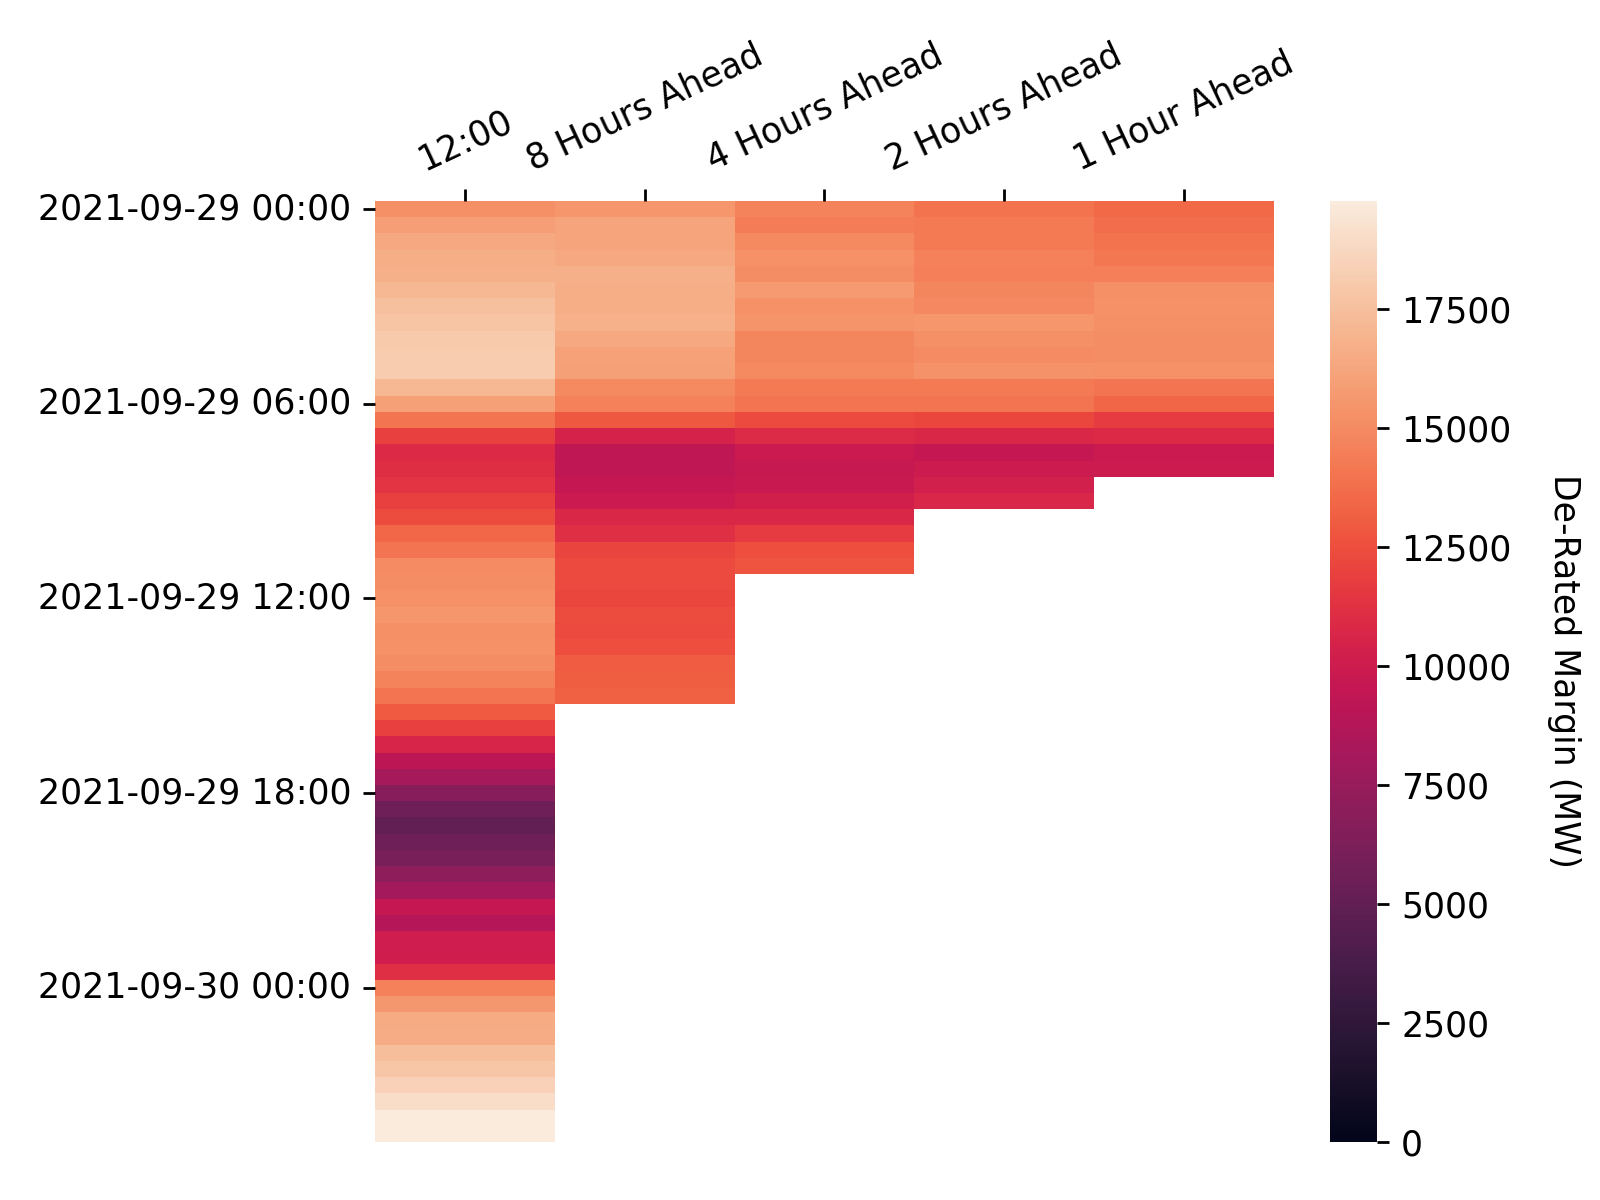 12:00
8 Hours Ahead
4 Hours Ahead
2 Hours Ahead
1 Hour Ahead
2021-09-29 00:00
2021-09-29 06:00
2021-09-29 12:00
2021-09-29 18:00
2021-09-30 00:00
17500
15000
12500
10000
7500
5000
2500
0
De-Rated Margin (MW)